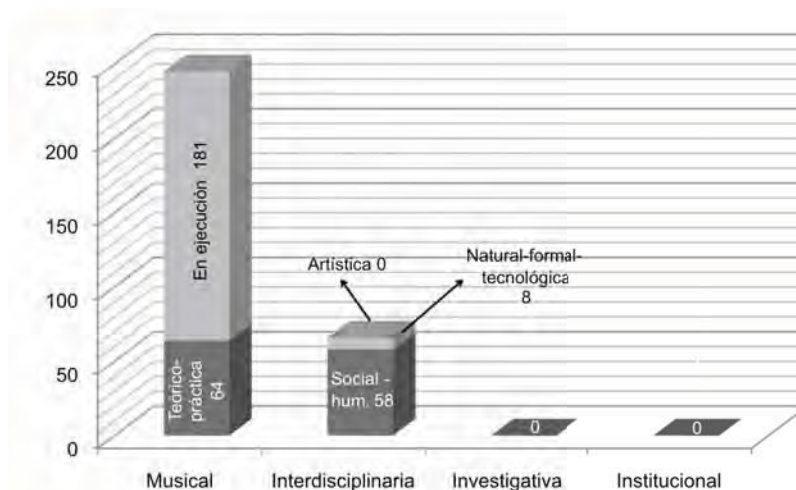 250
200
150
100
50
0
En ejecución 181
Teórico-
práctica
64
Artística 0
Natural-formal-
tecnológica
8
Social -
hum. 58
0
0
Musical
Interdisciplinaria
Investigativa
Institucional